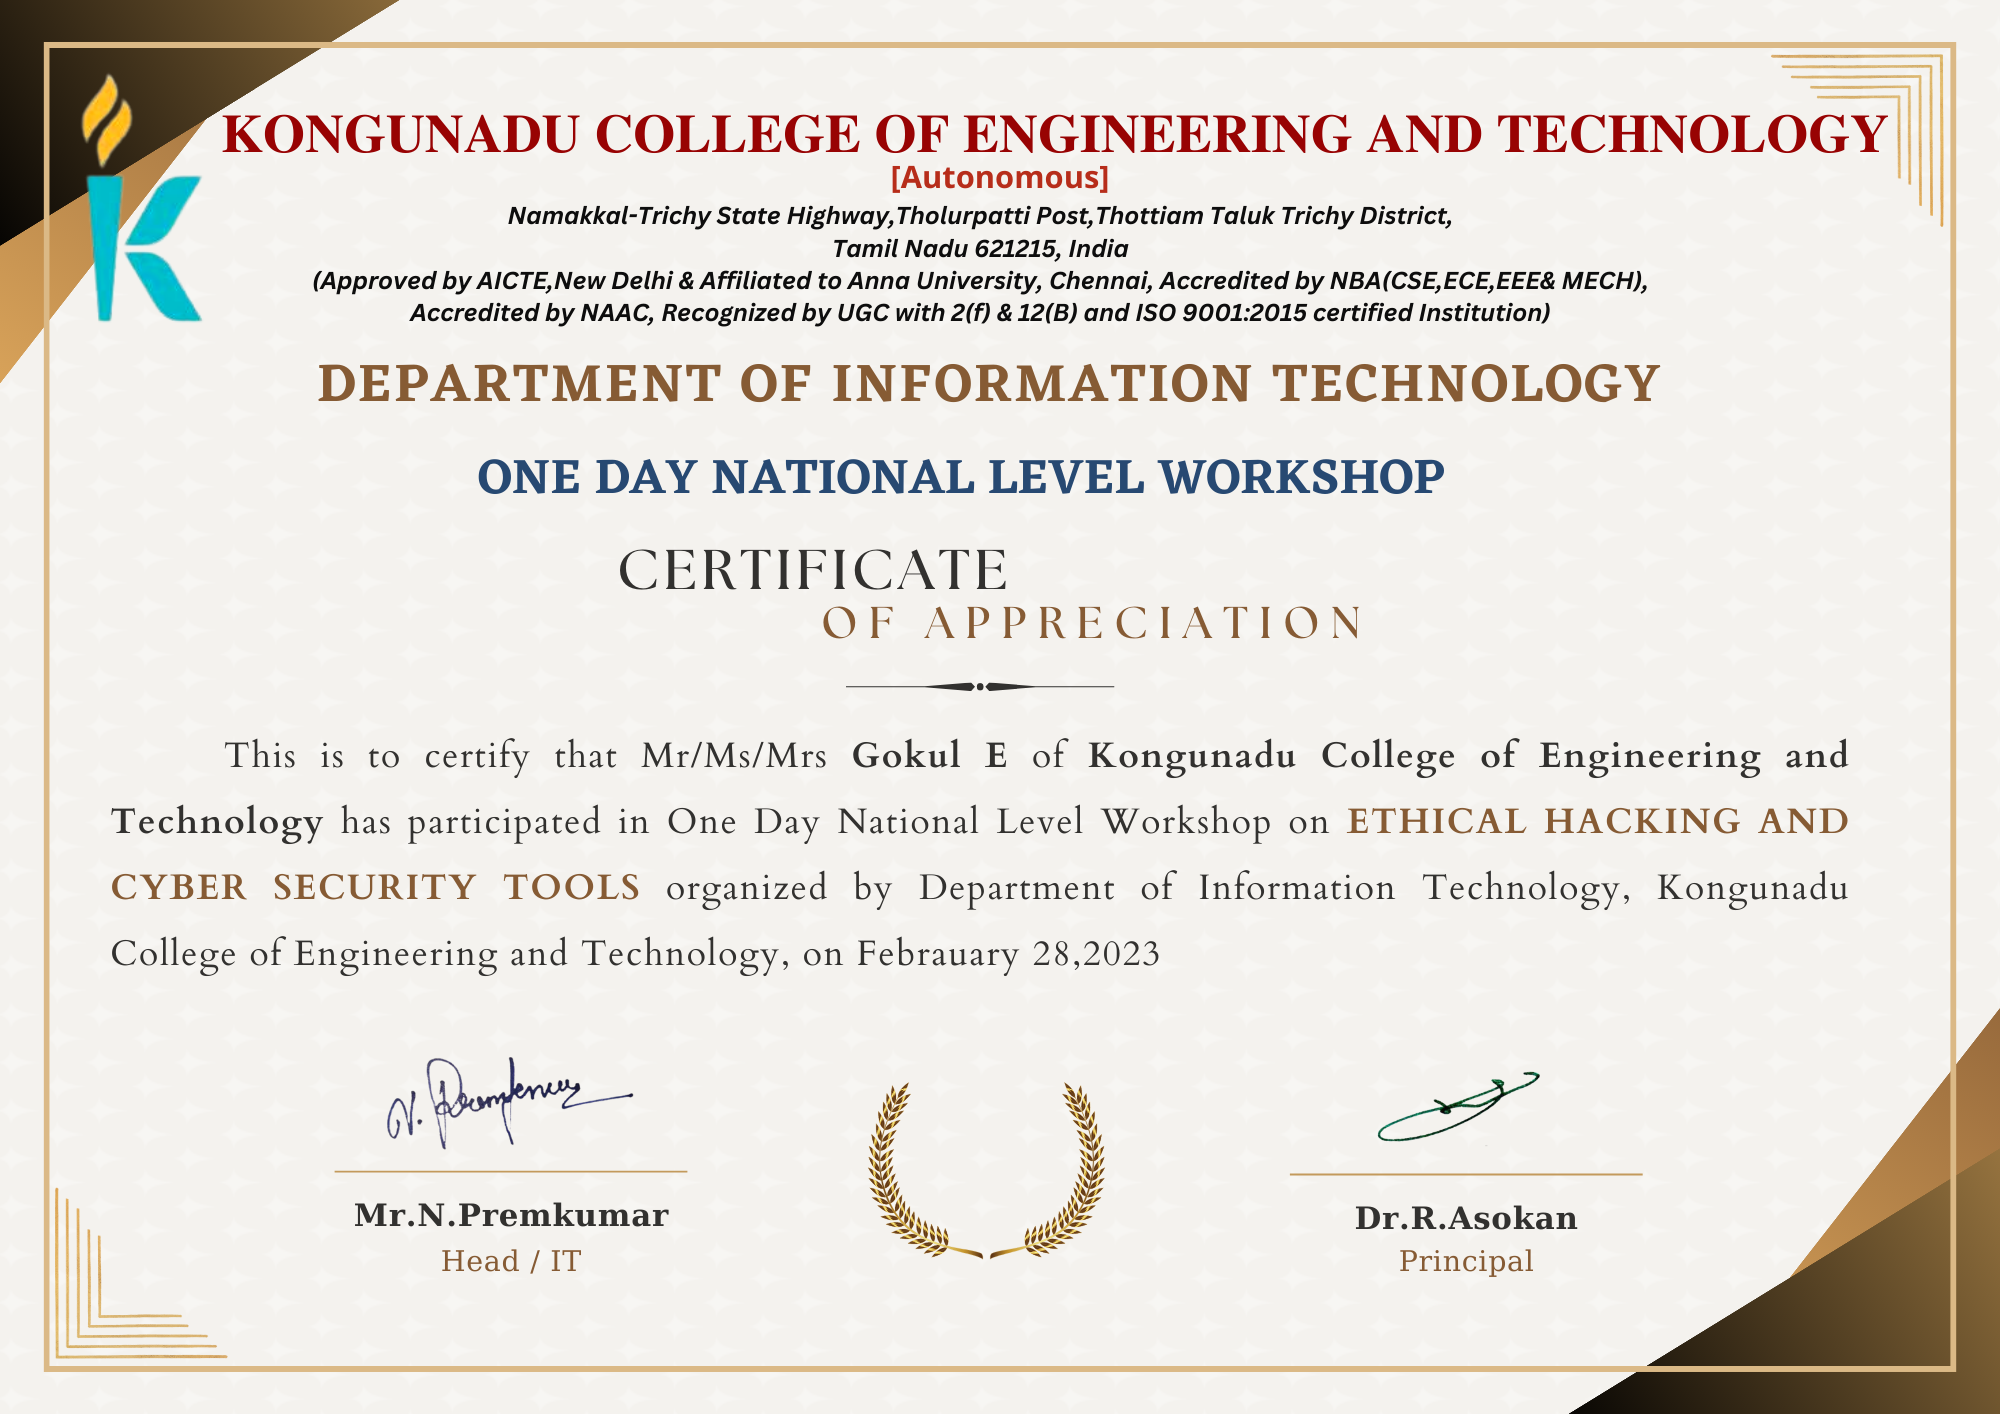 KONGUNADU COLLEGE OF ENGINEERING AND TECHNOLOGY
[Autonomous]
Namakkal-Trichy State Highway,Tholurpatti Post,Thottiam Taluk Trichy District,
Tamil Nadu 621215, India
(Approved by AICTE,New Delhi & Affiliated to Anna University, Chennai, Accredited by NBA(CSE,ECE,EEE& MECH),
Accredited by NAAC, Recognized by UGC with 2(f) & 12(B) and ISO 9001:2015 certified Institution)
DEPARTMENT OF INFORMATION TECHNOLOGY
ONE DAY NATIONAL LEVEL WORKSHOP
CERTIFICATE
OF APPRECIATION
This is to certify that Mr/Ms/Mrs Gokul E of Kongunadu College of Engineering and
Technology has participated in One Day National Level Workshop on ETHICAL HACKING AND
CYBER SECURITY TOOLS organized by Department of Information Technology, Kongunadu
College of Engineering and Technology, on Febrauary 28,2023
Mr.N.Premkumar
Head / IT
Dr.R.Asokan
Principal